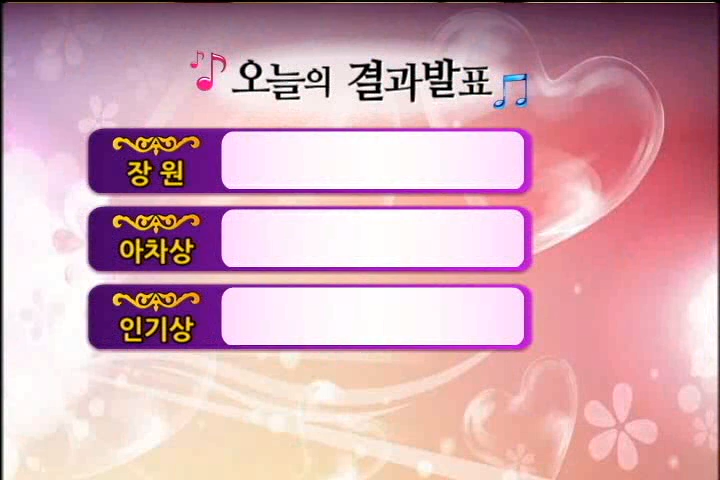 오늘의 결과발표
장 원
아차상
인기상